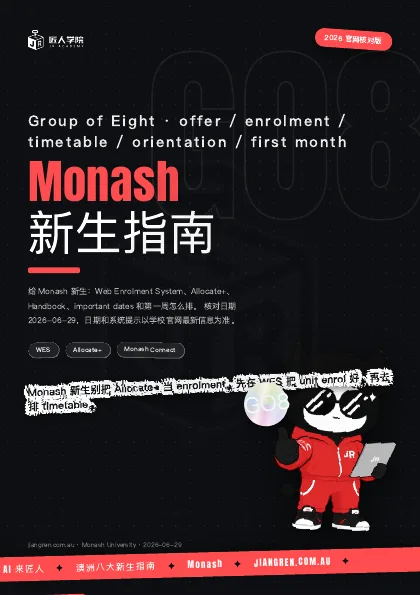 匠人学院
JR ACADEMY
2026 官网核对版
GO8
Group of Eight · offer / enrolment /
timetable / orientation / first month
Monash
新生指南
给 Monash 新生：Web Enrolment System、Allocate+、
Handbook、important dates 和第一周怎么排。 核对日期
2026-06-29，日期和系统提示以学校官网最新信息为准。
WES
Allocate+
Monash Connect
Monash 新生别把 Allocate+ 当 enrolment。先在 WES 把 unit enrol 好，再去
排 timetable。
GO8
JR
JR
jiangren.com.au · Monash University · 2026-06-29
AI 来匠人 ✦ 澳洲八大新生指南 ✦ Monash ✦ JIANGREN.COM.AU ✦